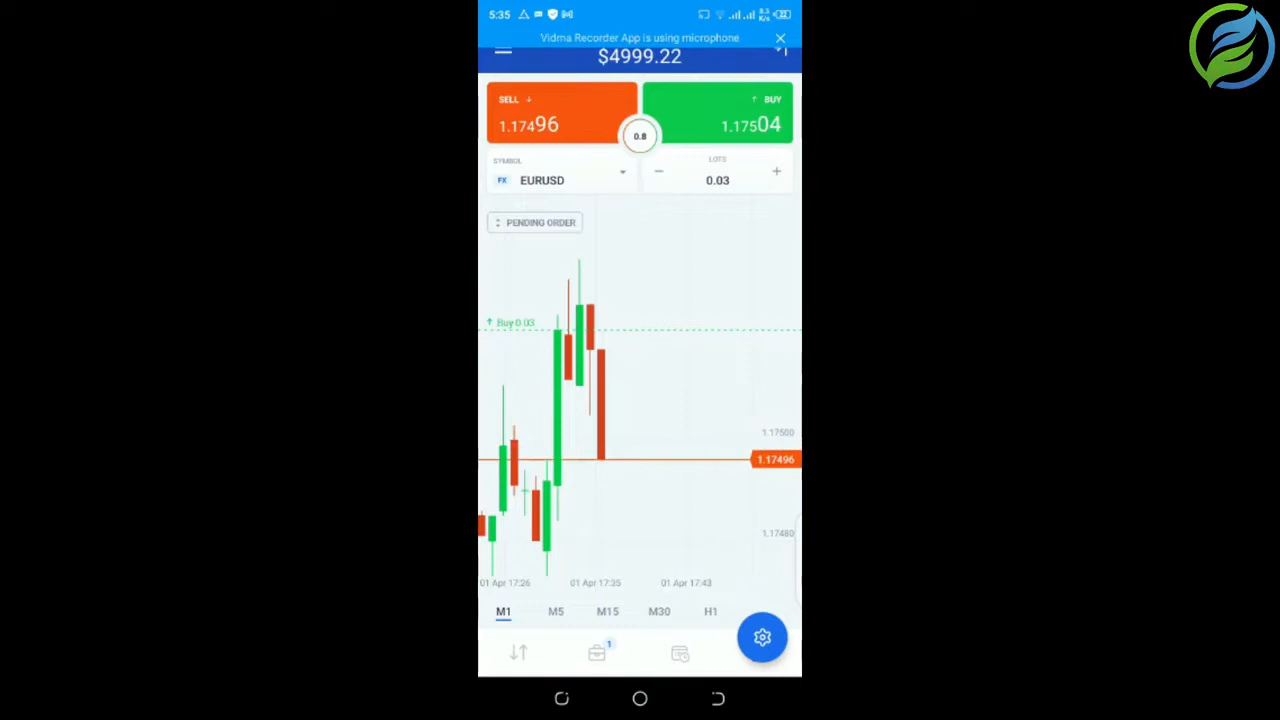 5:35
8.3
K/s
Vidma Recorder App is using microphone
$4999.22
SELL ↓
↑ BUY
1.17496
1.17504
0.8
SYMBOL
LOTS
FX EURUSD
− 0.03 +
PENDING ORDER
↑ Buy 0.03
1.17500
1.17496
1.17480
01 Apr 17:26 01 Apr 17:35 01 Apr 17:43
M1 M5 M15 M30 H1
1